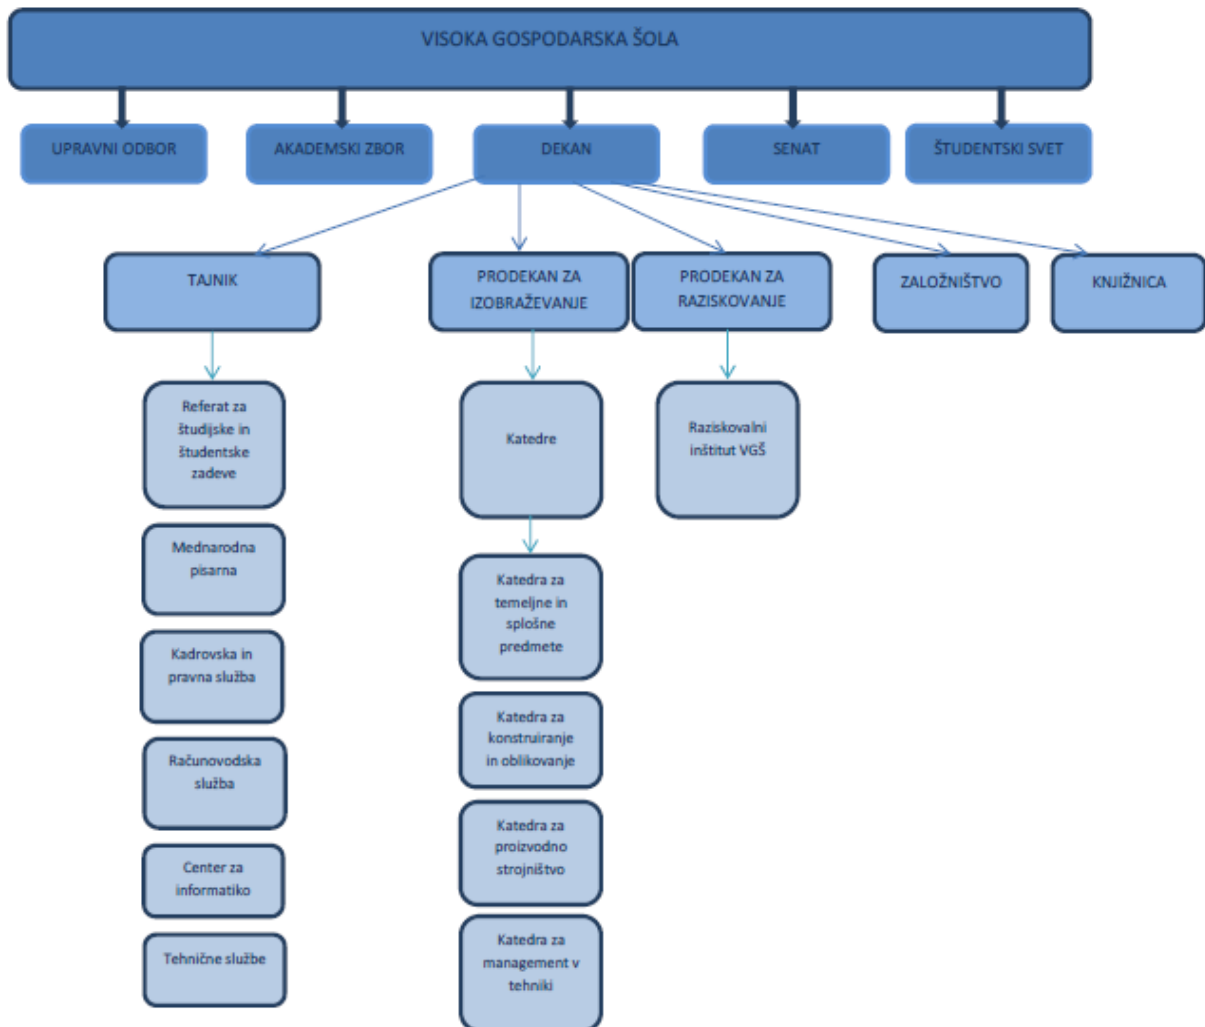 VISOKA GOSPODARSKA ŠOLA
UPRAVNI ODBOR
AKADEMSKI ZBOR
DEKAN
SENAT
ŠTUDENTSKI SVET
TAJNIK
PRODEKAN ZA
IZOBRAŽEVANJE
PRODEKAN ZA
RAZISKOVANJE
ZALOŽNIŠTVO
KNJIŽNICA
Referat za
študijske in
študentske
zadeve
Mednarodna
pisarna
Kadrovska in
pravna služba
Računovodska
služba
Center za
informatiko
Tehnične službe
Katedre
Katedra za
temeljne in
splošne
predmete
Katedra za
konstruiranje
in oblikovanje
Katedra za
proizvodno
strojništvo
Katedra za
management v
tehniki
Raziskovalni
inštitut VGŠ